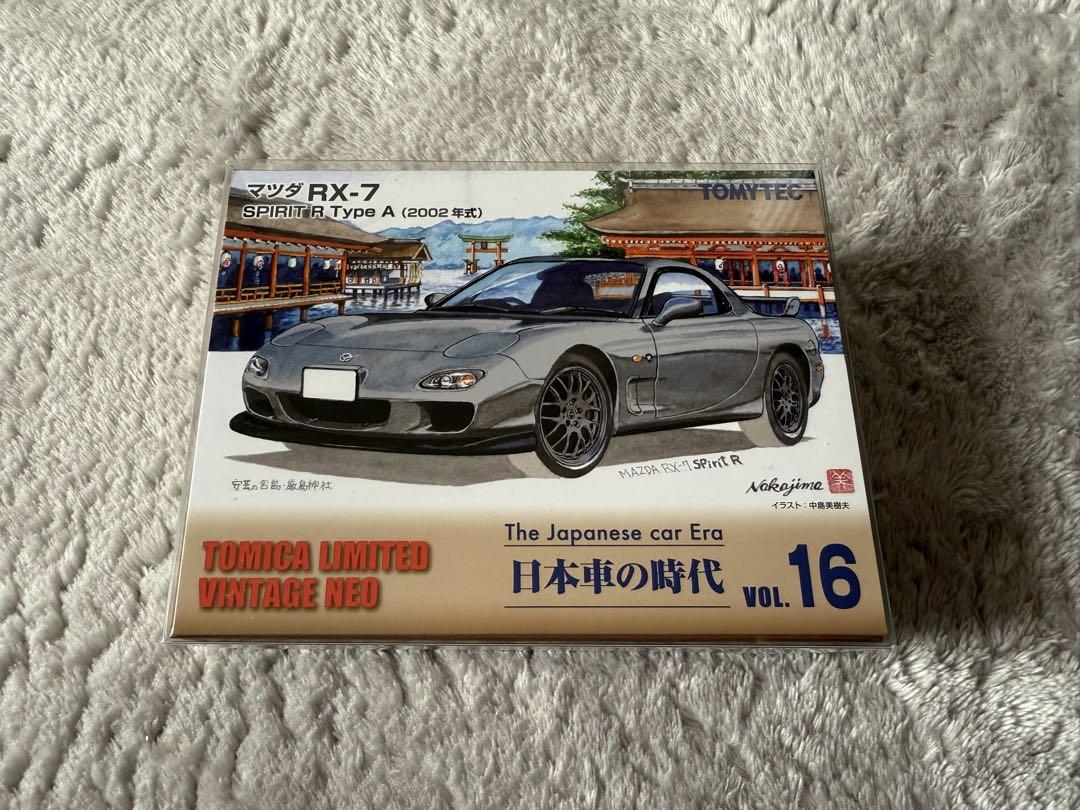 マツダ RX-7
SPIRIT R Type A (2002年式)
TOMYTEC
MAZDA RX-7 SPirit R
安芸の宮島・厳島神社
Nakajima
イラスト:中島美樹夫
TOMICA LIMITED
VINTAGE NEO
The Japanese car Era
日本車の時代
VOL. 16